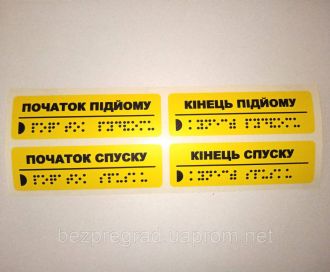 ПОЧАТОК ПІДЙОМУ
КІНЕЦЬ ПІДЙОМУ
ПОЧАТОК СПУСКУ
КІНЕЦЬ СПУСКУ
bezpregrad.uaprom.net